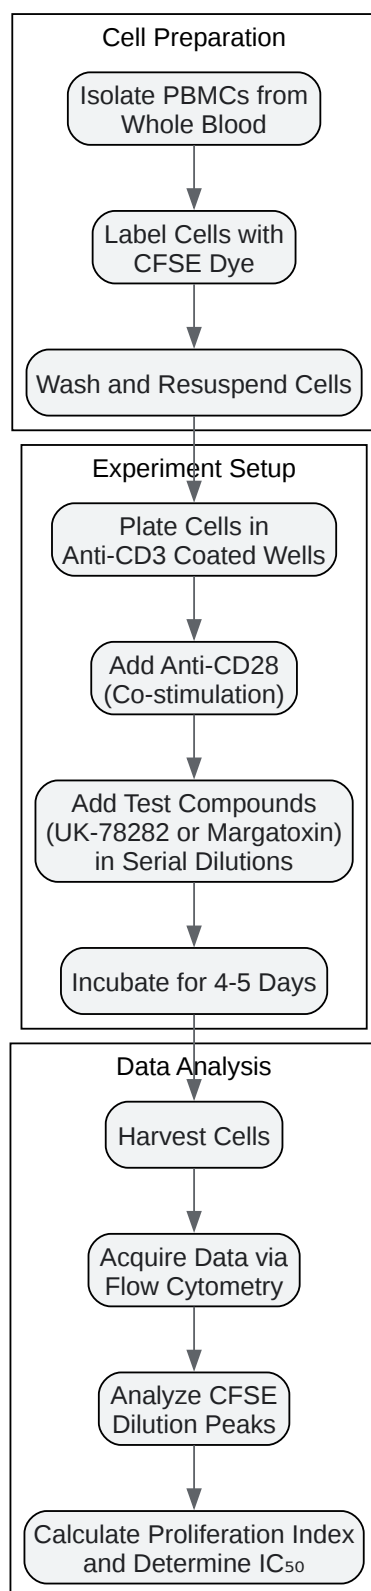 Cell Preparation
Isolate PBMCs from
Whole Blood
Label Cells with
CFSE Dye
Wash and Resuspend Cells
Experiment Setup
Plate Cells in
Anti-CD3 Coated Wells
Add Anti-CD28
(Co-stimulation)
Add Test Compounds
(UK-78282 or Margatoxin)
in Serial Dilutions
Incubate for 4-5 Days
Data Analysis
Harvest Cells
Acquire Data via
Flow Cytometry
Analyze CFSE
Dilution Peaks
Calculate Proliferation Index
and Determine IC₅₀